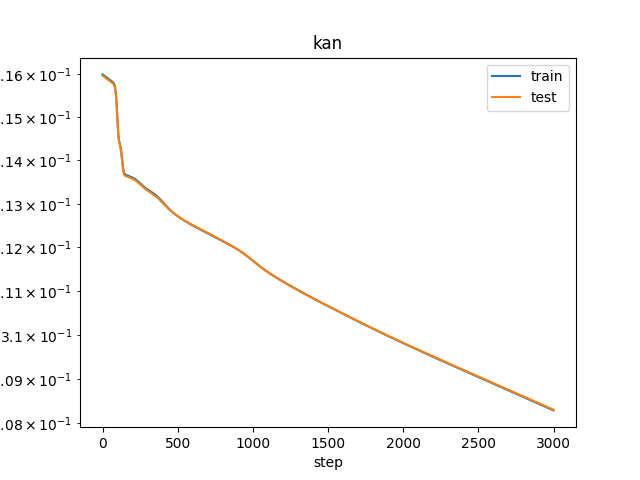 kan
train
test
.16 × 10⁻¹
.15 × 10⁻¹
.14 × 10⁻¹
.13 × 10⁻¹
.12 × 10⁻¹
.11 × 10⁻¹
3.1 × 10⁻¹
.09 × 10⁻¹
.08 × 10⁻¹
0 500 1000 1500 2000 2500 3000
step